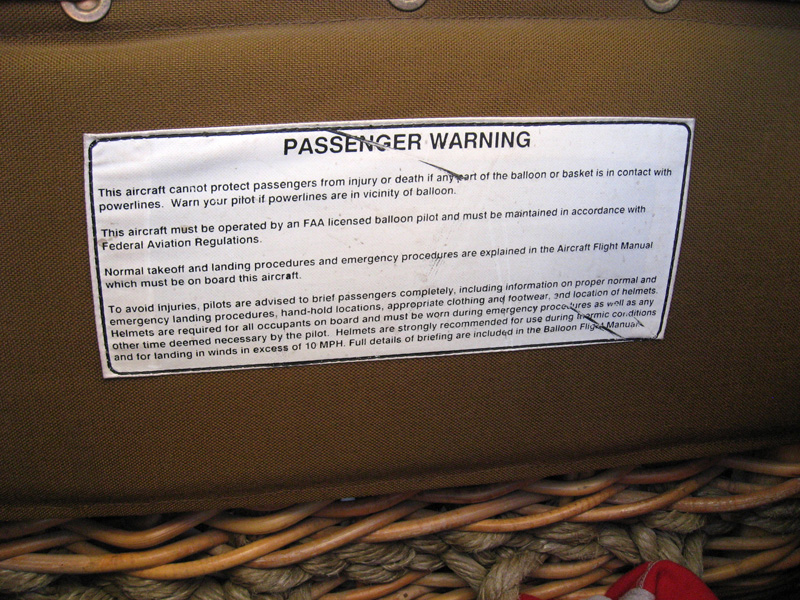 PASSENGER WARNING
This aircraft cannot protect passengers from injury or death if any part of the balloon or basket is in contact with
powerlines. Warn your pilot if powerlines are in vicinity of balloon.
This aircraft must be operated by an FAA licensed balloon pilot and must be maintained in accordance with
Federal Aviation Regulations.
Normal takeoff and landing procedures and emergency procedures are explained in the Aircraft Flight Manual
which must be on board this aircraft.
To avoid injuries, pilots are advised to brief passengers completely, including information on proper normal and
emergency landing procedures, hand-hold locations, appropriate clothing and footwear, and location of helmets.
Helmets are required for all occupants on board and must be worn during emergency procedures as well as any
other time deemed necessary by the pilot. Helmets are strongly recommended for use during thermic conditions
and for landing in winds in excess of 10 MPH. Full details of briefing are included in the Balloon Flight Manual.